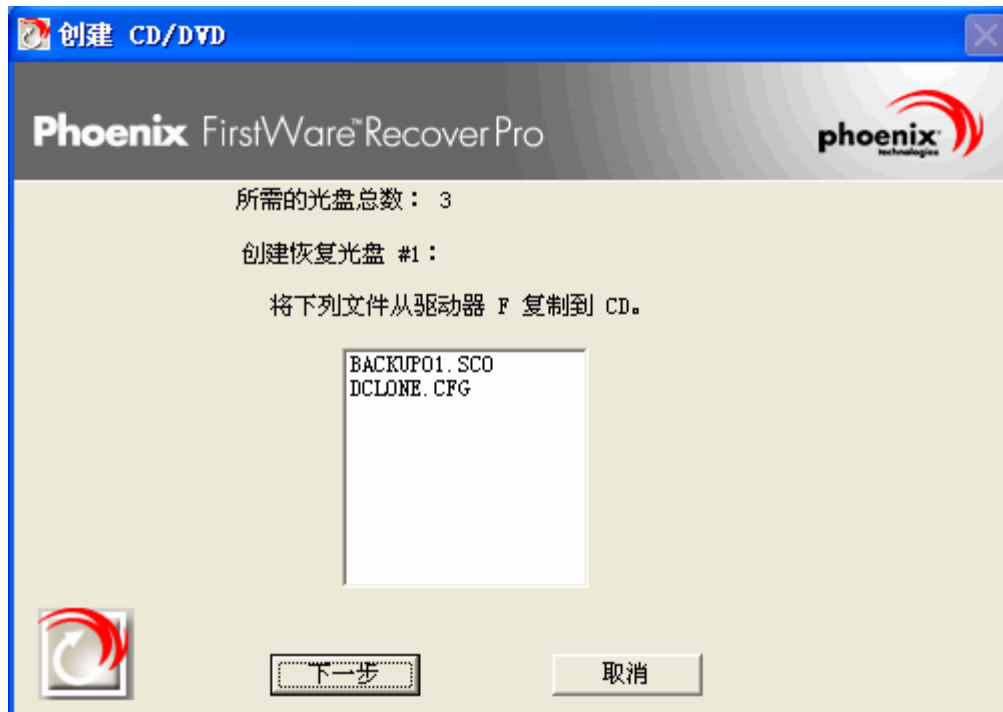 创建 CD/DVD
Phoenix FirstWare™ Recover Pro
phoenix
technologies
所需的光盘总数： 3
创建恢复光盘 #1：
将下列文件从驱动器 F 复制到 CD。
BACKUP01.SCO
DCLONE.CFG
下一步
取消